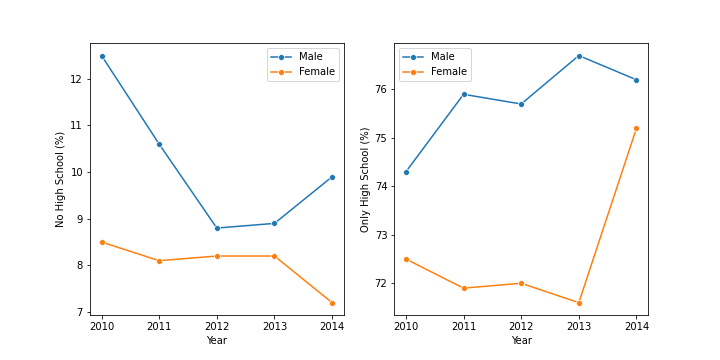 Male
Female
No High School (%)
12
11
10
9
8
7
2010 2011 2012 2013 2014
Year
Male
Female
Only High School (%)
76
75
74
73
72
2010 2011 2012 2013 2014
Year